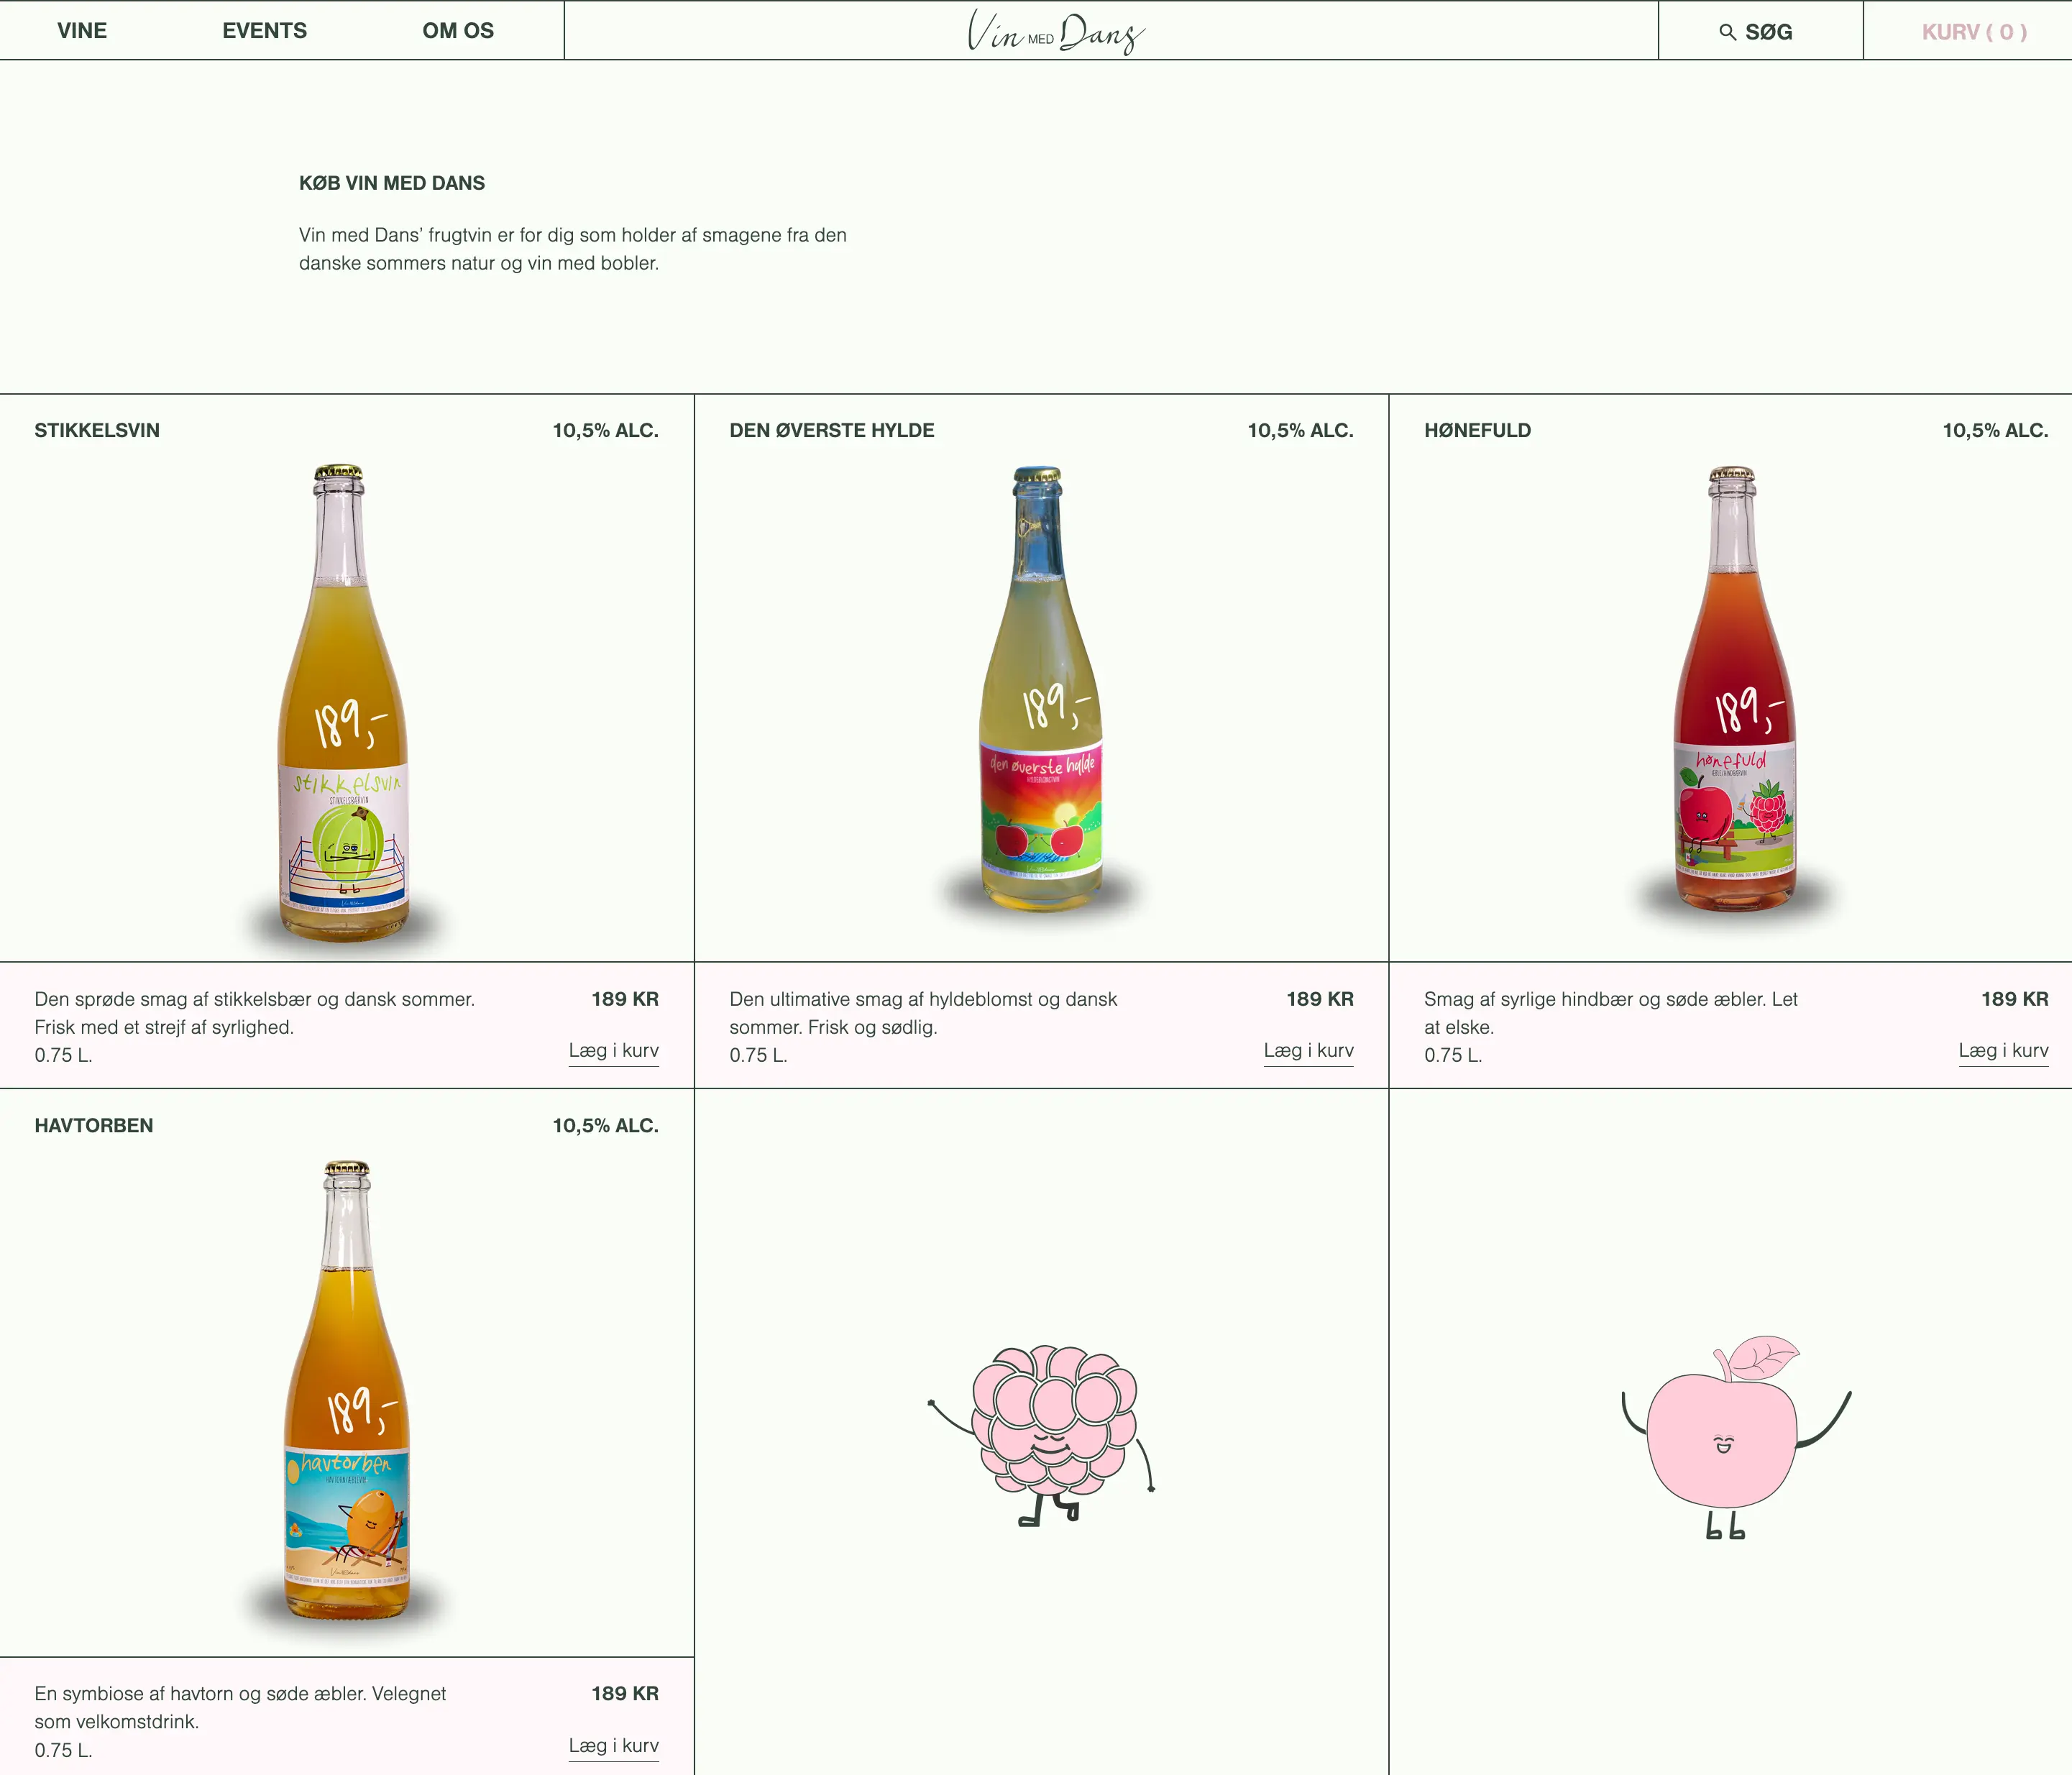 VINE
EVENTS
OM OS
Vin MED Dans
SØG
KURV ( 0 )
KØB VIN MED DANS
Vin med Dans’ frugtvin er for dig som holder af smagene fra den
danske sommers natur og vin med bobler.
STIKKELSVIN
10,5% ALC.
189,-
stikkelsvin
STIKKELSBÆRVIN
Den sprøde smag af stikkelsbær og dansk sommer.
Frisk med et strejf af syrlighed.
0.75 L.
189 KR
Læg i kurv
DEN ØVERSTE HYLDE
10,5% ALC.
189,-
den øverste hylde
Den ultimative smag af hyldeblomst og dansk
sommer. Frisk og sødlig.
0.75 L.
189 KR
Læg i kurv
HØNEFULD
10,5% ALC.
189,-
hønefuld
Smag af syrlige hindbær og søde æbler. Let
at elske.
0.75 L.
189 KR
Læg i kurv
HAVTORBEN
10,5% ALC.
189,-
havtorben
En symbiose af havtorn og søde æbler. Velegnet
som velkomstdrink.
0.75 L.
189 KR
Læg i kurv